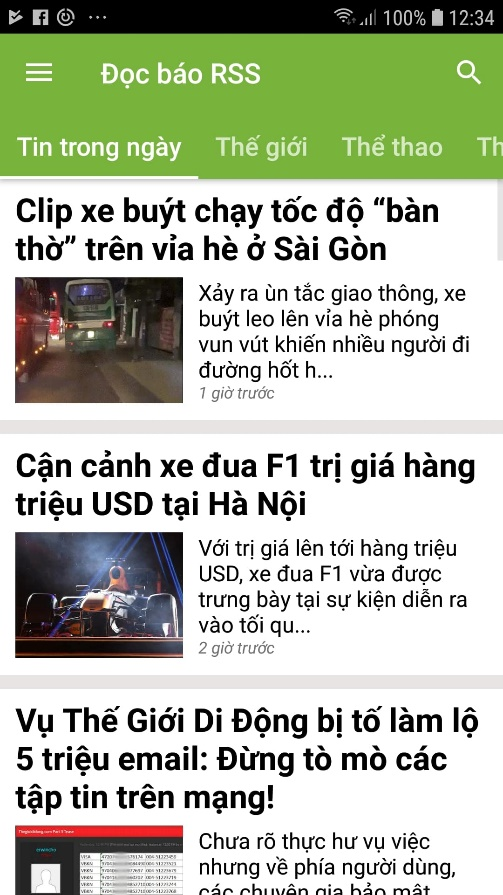 100% 12:34
Đọc báo RSS
Tin trong ngày Thế giới Thể thao Th
Clip xe buýt chạy tốc độ “bàn
thờ” trên vỉa hè ở Sài Gòn
Xảy ra ùn tắc giao thông, xe
buýt leo lên vỉa hè phóng
vun vút khiến nhiều người đi
đường hốt h...
1 giờ trước
Cận cảnh xe đua F1 trị giá hàng
triệu USD tại Hà Nội
Với trị giá lên tới hàng triệu
USD, xe đua F1 vừa được
trưng bày tại sự kiện diễn ra
vào tối qu...
2 giờ trước
Vụ Thế Giới Di Động bị tố làm lộ
5 triệu email: Đừng tò mò các
tập tin trên mạng!
Chưa rõ thực hư vụ việc
nhưng về phía người dùng,
các chuyên gia bảo mật